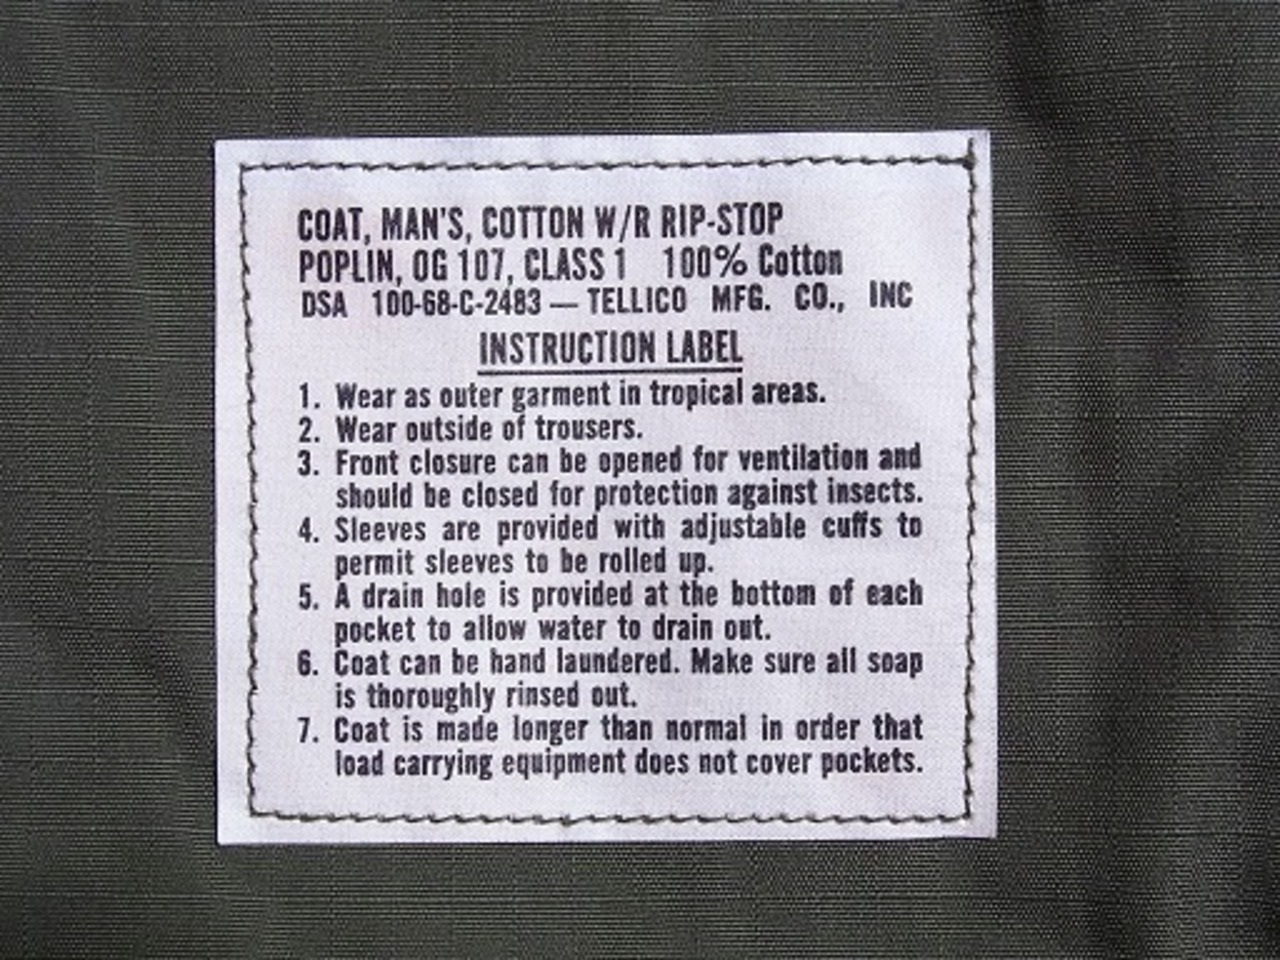 COAT, MAN'S, COTTON W/R RIP-STOP
POPLIN, OG 107, CLASS 1 100% Cotton
DSA 100-68-C-2483 — TELLICO MFG. CO., INC
INSTRUCTION LABEL
1. Wear as outer garment in tropical areas.
2. Wear outside of trousers.
3. Front closure can be opened for ventilation and
should be closed for protection against insects.
4. Sleeves are provided with adjustable cuffs to
permit sleeves to be rolled up.
5. A drain hole is provided at the bottom of each
pocket to allow water to drain out.
6. Coat can be hand laundered. Make sure all soap
is thoroughly rinsed out.
7. Coat is made longer than normal in order that
load carrying equipment does not cover pockets.